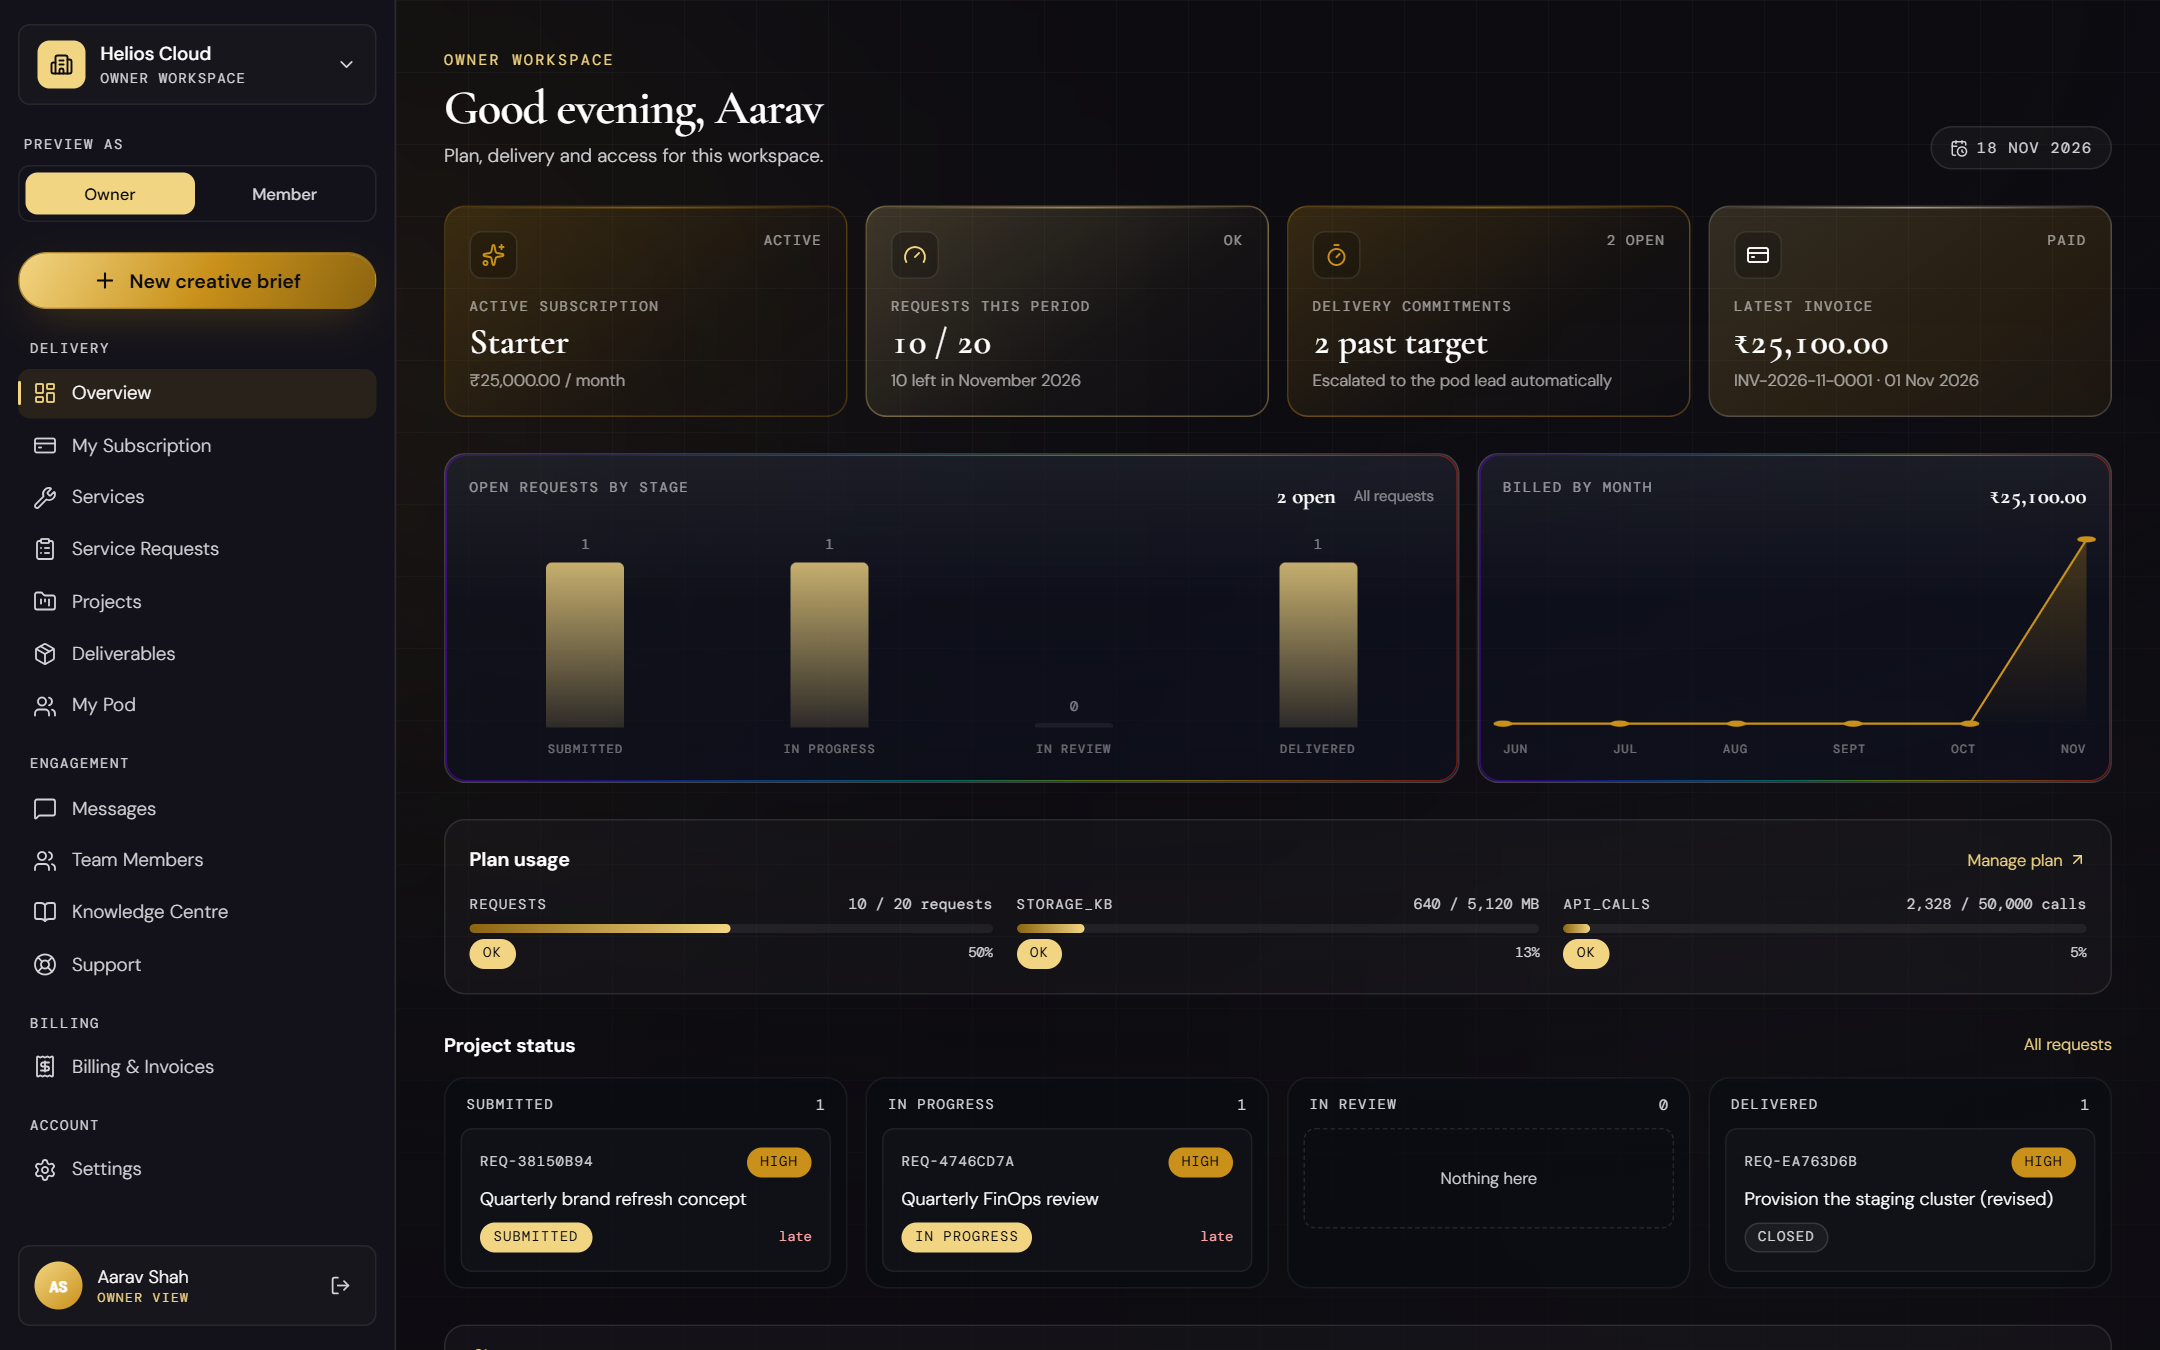 Helios Cloud
OWNER WORKSPACE
PREVIEW AS
Owner
Member
New creative brief
DELIVERY
Overview
My Subscription
Services
Service Requests
Projects
Deliverables
My Pod
ENGAGEMENT
Messages
Team Members
Knowledge Centre
Support
BILLING
Billing & Invoices
ACCOUNT
Settings
AS
Aarav Shah
OWNER VIEW
OWNER WORKSPACE
Good evening, Aarav
Plan, delivery and access for this workspace.
18 NOV 2026
ACTIVE
ACTIVE SUBSCRIPTION
Starter
₹25,000.00 / month
OK
REQUESTS THIS PERIOD
10 / 20
10 left in November 2026
2 OPEN
DELIVERY COMMITMENTS
2 past target
Escalated to the pod lead automatically
PAID
LATEST INVOICE
₹25,100.00
INV-2026-11-0001 · 01 Nov 2026
OPEN REQUESTS BY STAGE
2 open All requests
1 1 0 1
SUBMITTED IN PROGRESS IN REVIEW DELIVERED
BILLED BY MONTH
₹25,100.00
JUN JUL AUG SEPT OCT NOV
Plan usage
Manage plan
REQUESTS 10 / 20 requests
OK 50%
STORAGE_KB 640 / 5,120 MB
OK 13%
API_CALLS 2,328 / 50,000 calls
OK 5%
Project status
All requests
SUBMITTED 1
REQ-38150B94 HIGH
Quarterly brand refresh concept
SUBMITTED late
IN PROGRESS 1
REQ-4746CD7A HIGH
Quarterly FinOps review
IN PROGRESS late
IN REVIEW 0
Nothing here
DELIVERED 1
REQ-EA763D6B HIGH
Provision the staging cluster (revised)
CLOSED